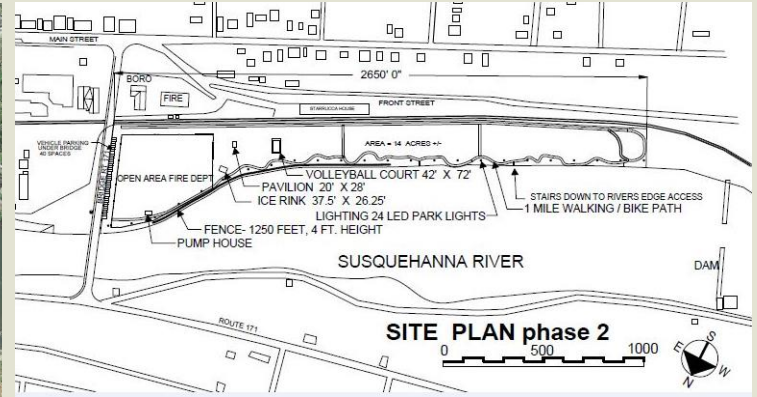 MAIN STREET
2650' 0"
BORO
FIRE
STARRUCCA HOUSE
FRONT STREET
VEHICLE PARKING
UNDER BRIDGE
40 SPACES
AREA = 14 ACRES +/-
OPEN AREA FIRE DEPT
VOLLEYBALL COURT 42' X 72'
PAVILION 20' X 28'
ICE RINK 37.5' X 26.25'
LIGHTING 24 LED PARK LIGHTS
STAIRS DOWN TO RIVERS EDGE ACCESS
1 MILE WALKING / BIKE PATH
FENCE- 1250 FEET, 4 FT. HEIGHT
PUMP HOUSE
SUSQUEHANNA RIVER
DAM
ROUTE 171
SITE PLAN phase 2
0 500 1000
S
E
W
N